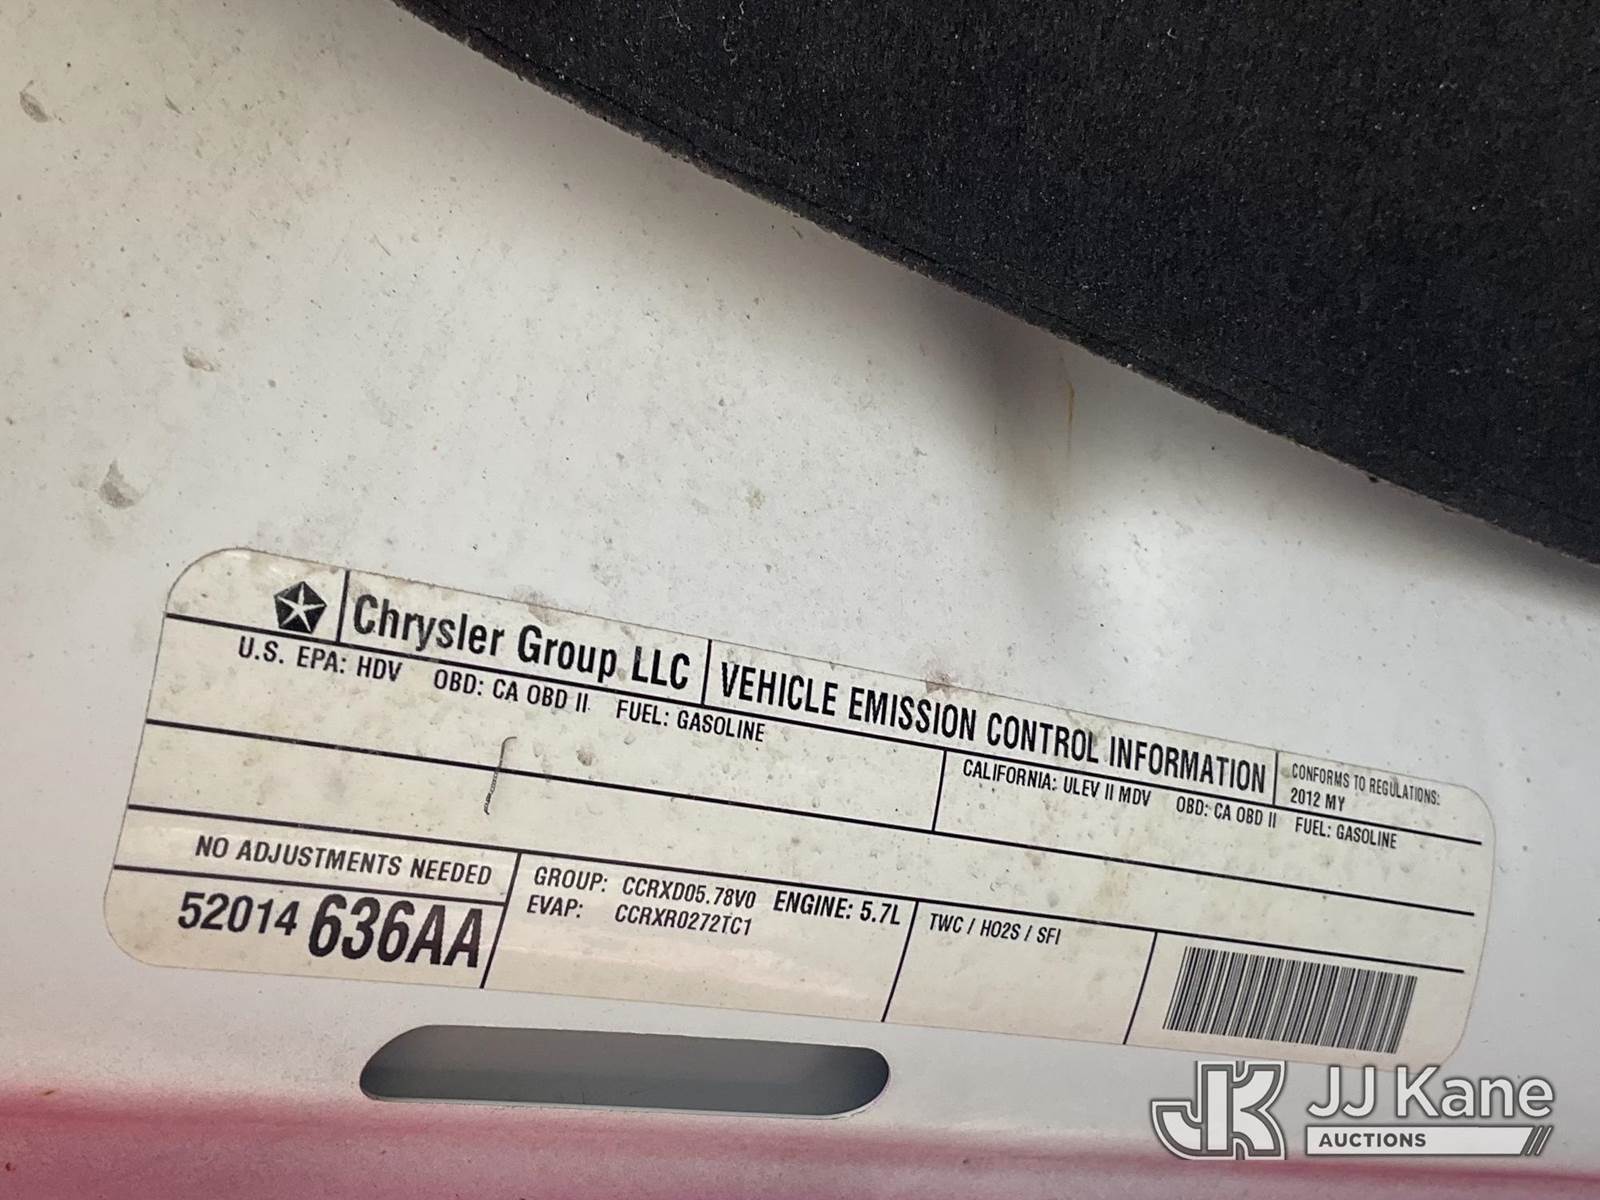 Chrysler Group LLC
VEHICLE EMISSION CONTROL INFORMATION
CONFORMS TO REGULATIONS:
2012 MY
U.S. EPA: HDV OBD: CA OBD II FUEL: GASOLINE
CALIFORNIA: ULEV II MDV OBD: CA OBD II FUEL: GASOLINE
NO ADJUSTMENTS NEEDED
52014 636AA
GROUP: CCRXD05.78V0 ENGINE: 5.7L
EVAP: CCRXR0272TC1
TWC / HO2S / SFI
JK JJ Kane
AUCTIONS